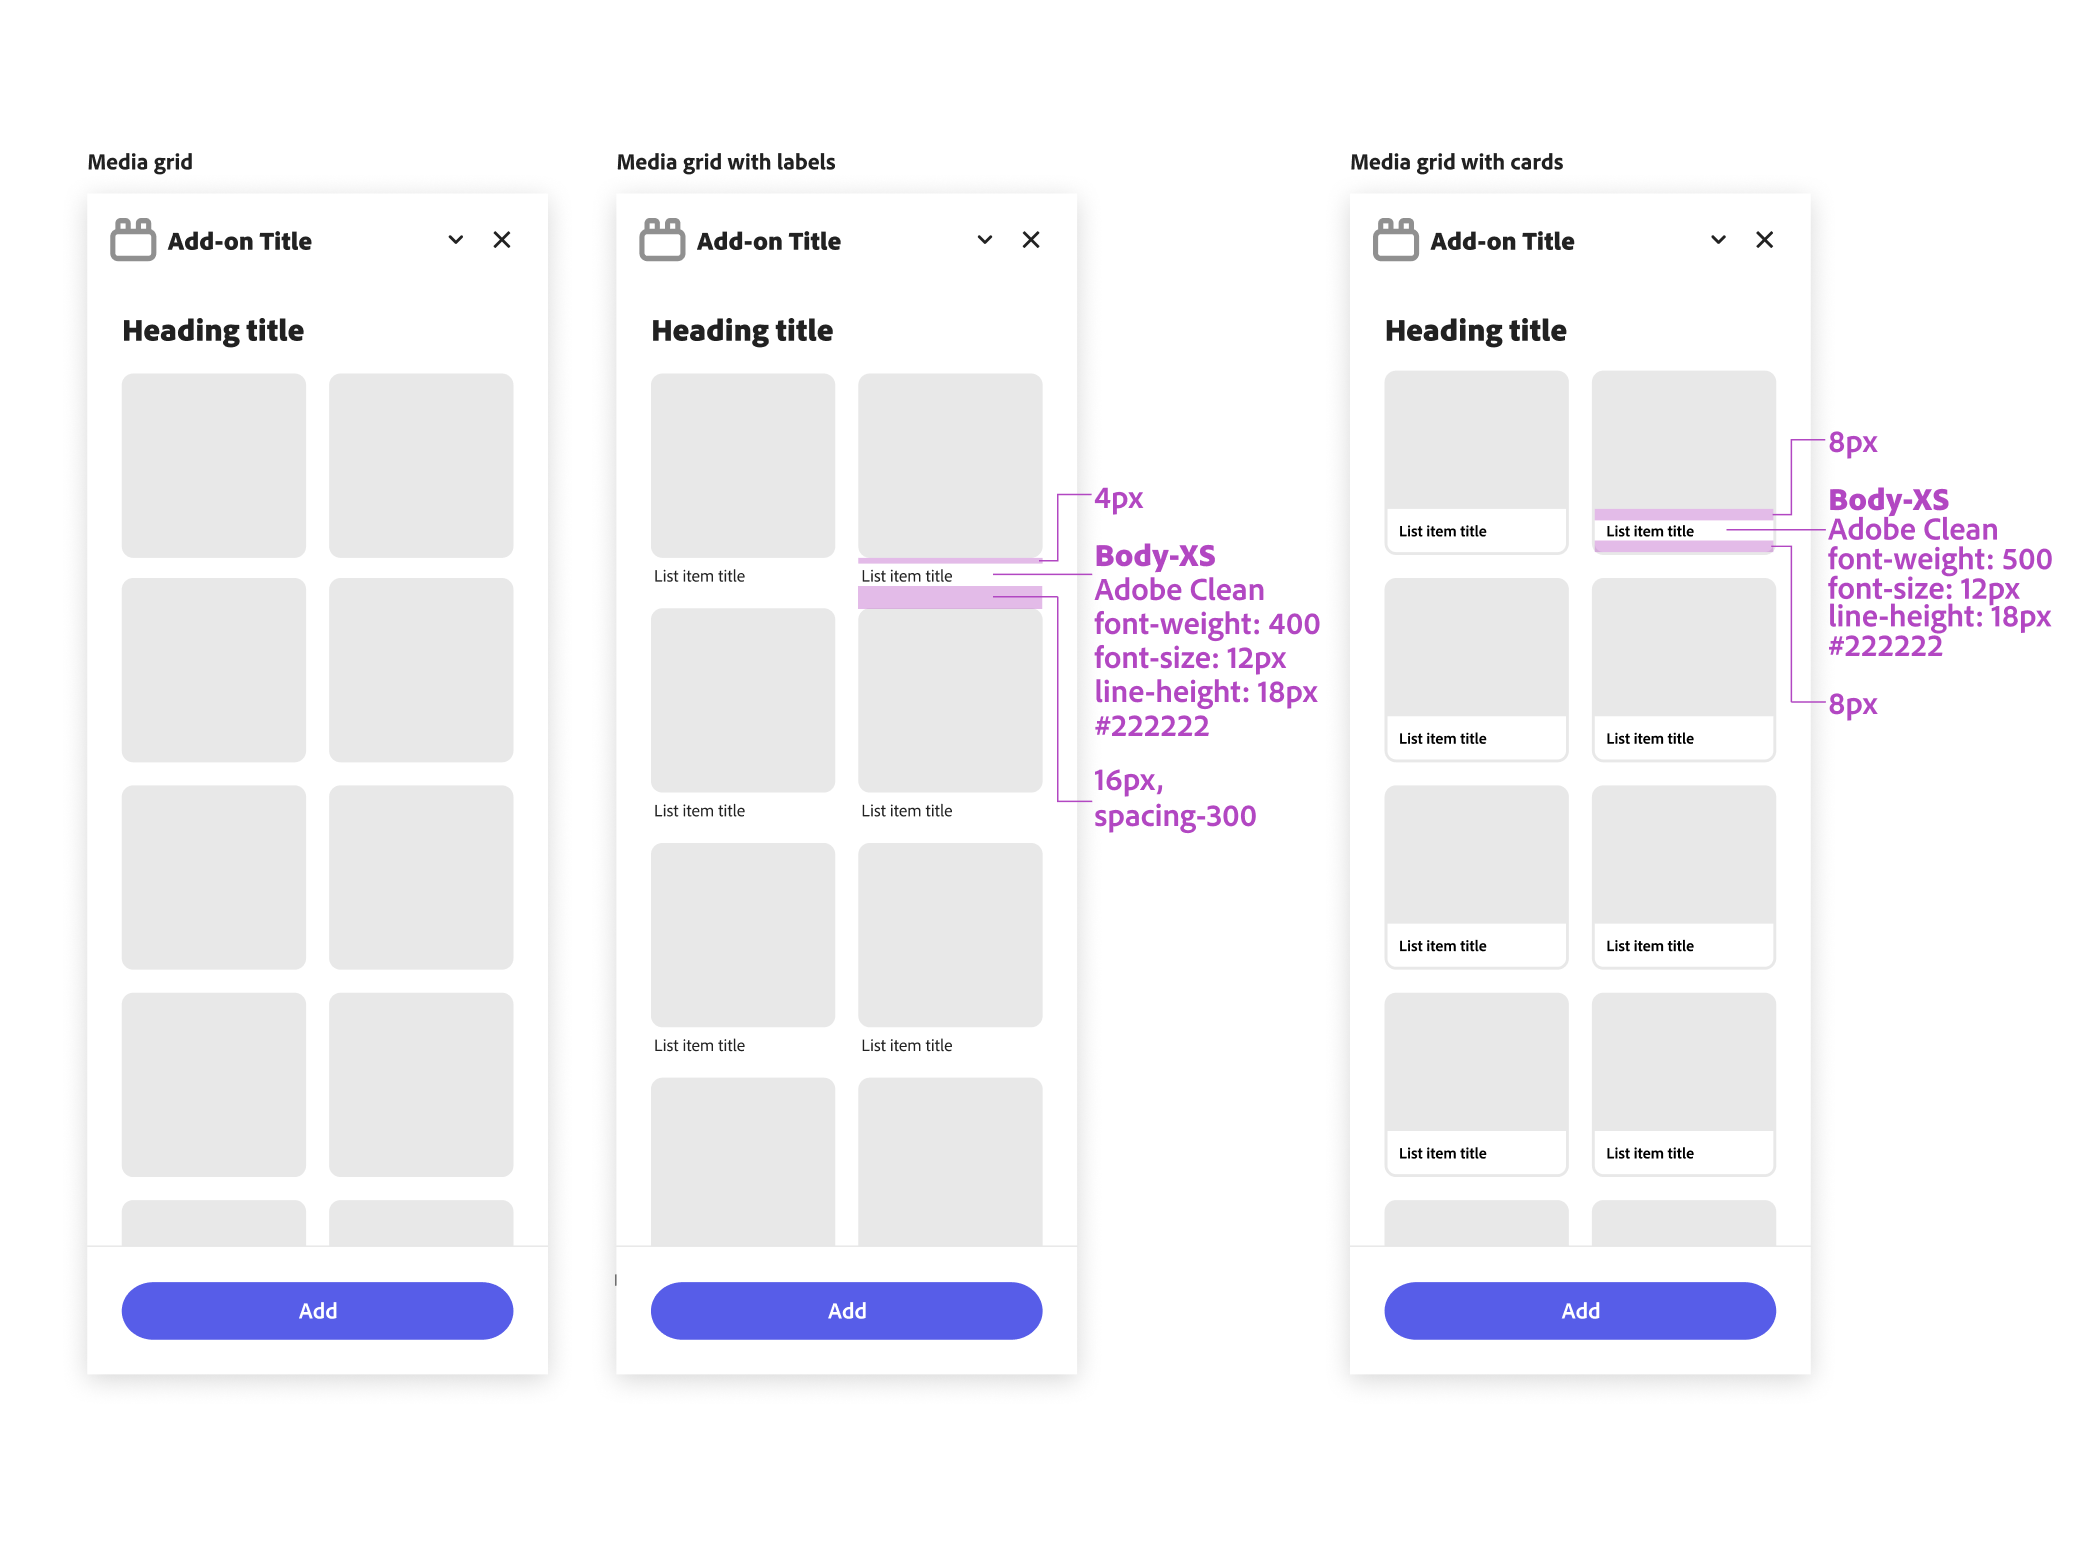 Media grid
Add-on Title
Heading title
Add
Media grid with labels
Add-on Title
Heading title
List item title
List item title
List item title
List item title
List item title
List item title
Add
4px
Body-XS
Adobe Clean
font-weight: 400
font-size: 12px
line-height: 18px
#222222
16px,
spacing-300
Media grid with cards
Add-on Title
Heading title
List item title
List item title
List item title
List item title
List item title
List item title
List item title
List item title
Add
8px
Body-XS
Adobe Clean
font-weight: 500
font-size: 12px
line-height: 18px
#222222
8px